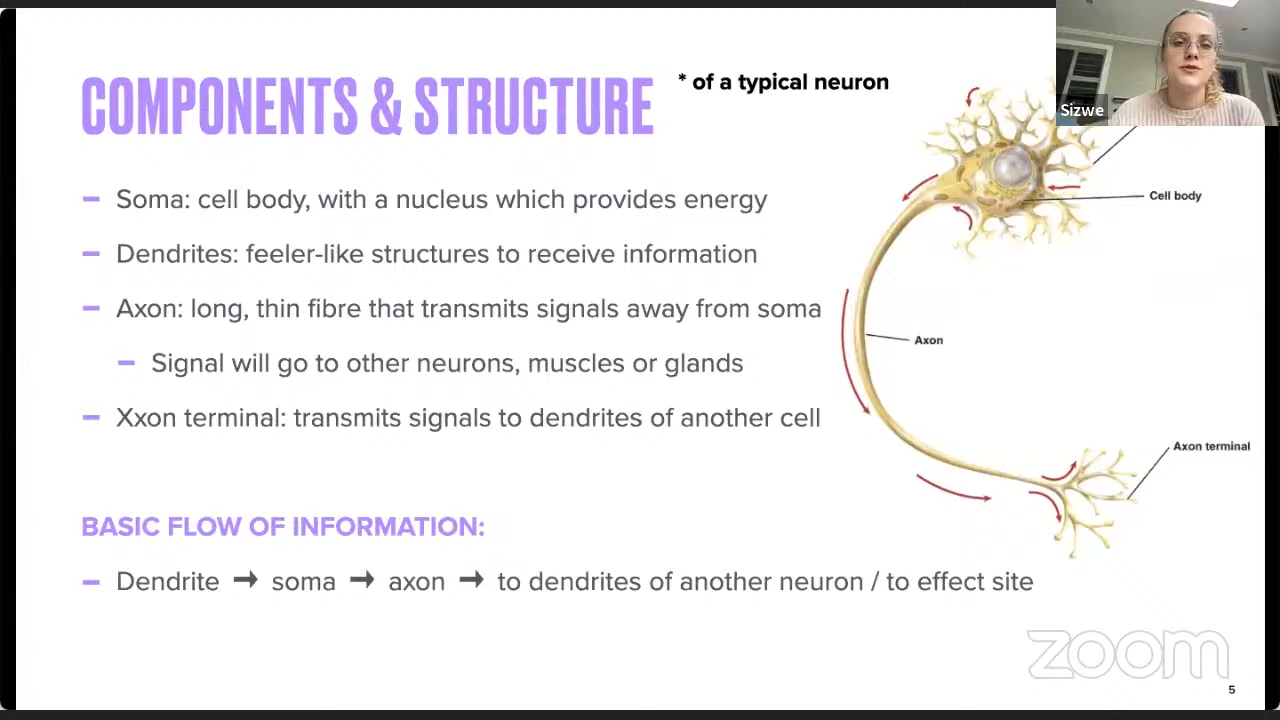 COMPONENTS & STRUCTURE
* of a typical neuron
Sizwe
– Soma: cell body, with a nucleus which provides energy
– Dendrites: feeler-like structures to receive information
– Axon: long, thin fibre that transmits signals away from soma
– Signal will go to other neurons, muscles or glands
– Xxon terminal: transmits signals to dendrites of another cell
Cell body
Axon
Axon terminal
BASIC FLOW OF INFORMATION:
– Dendrite → soma → axon → to dendrites of another neuron / to effect site
zoom
5